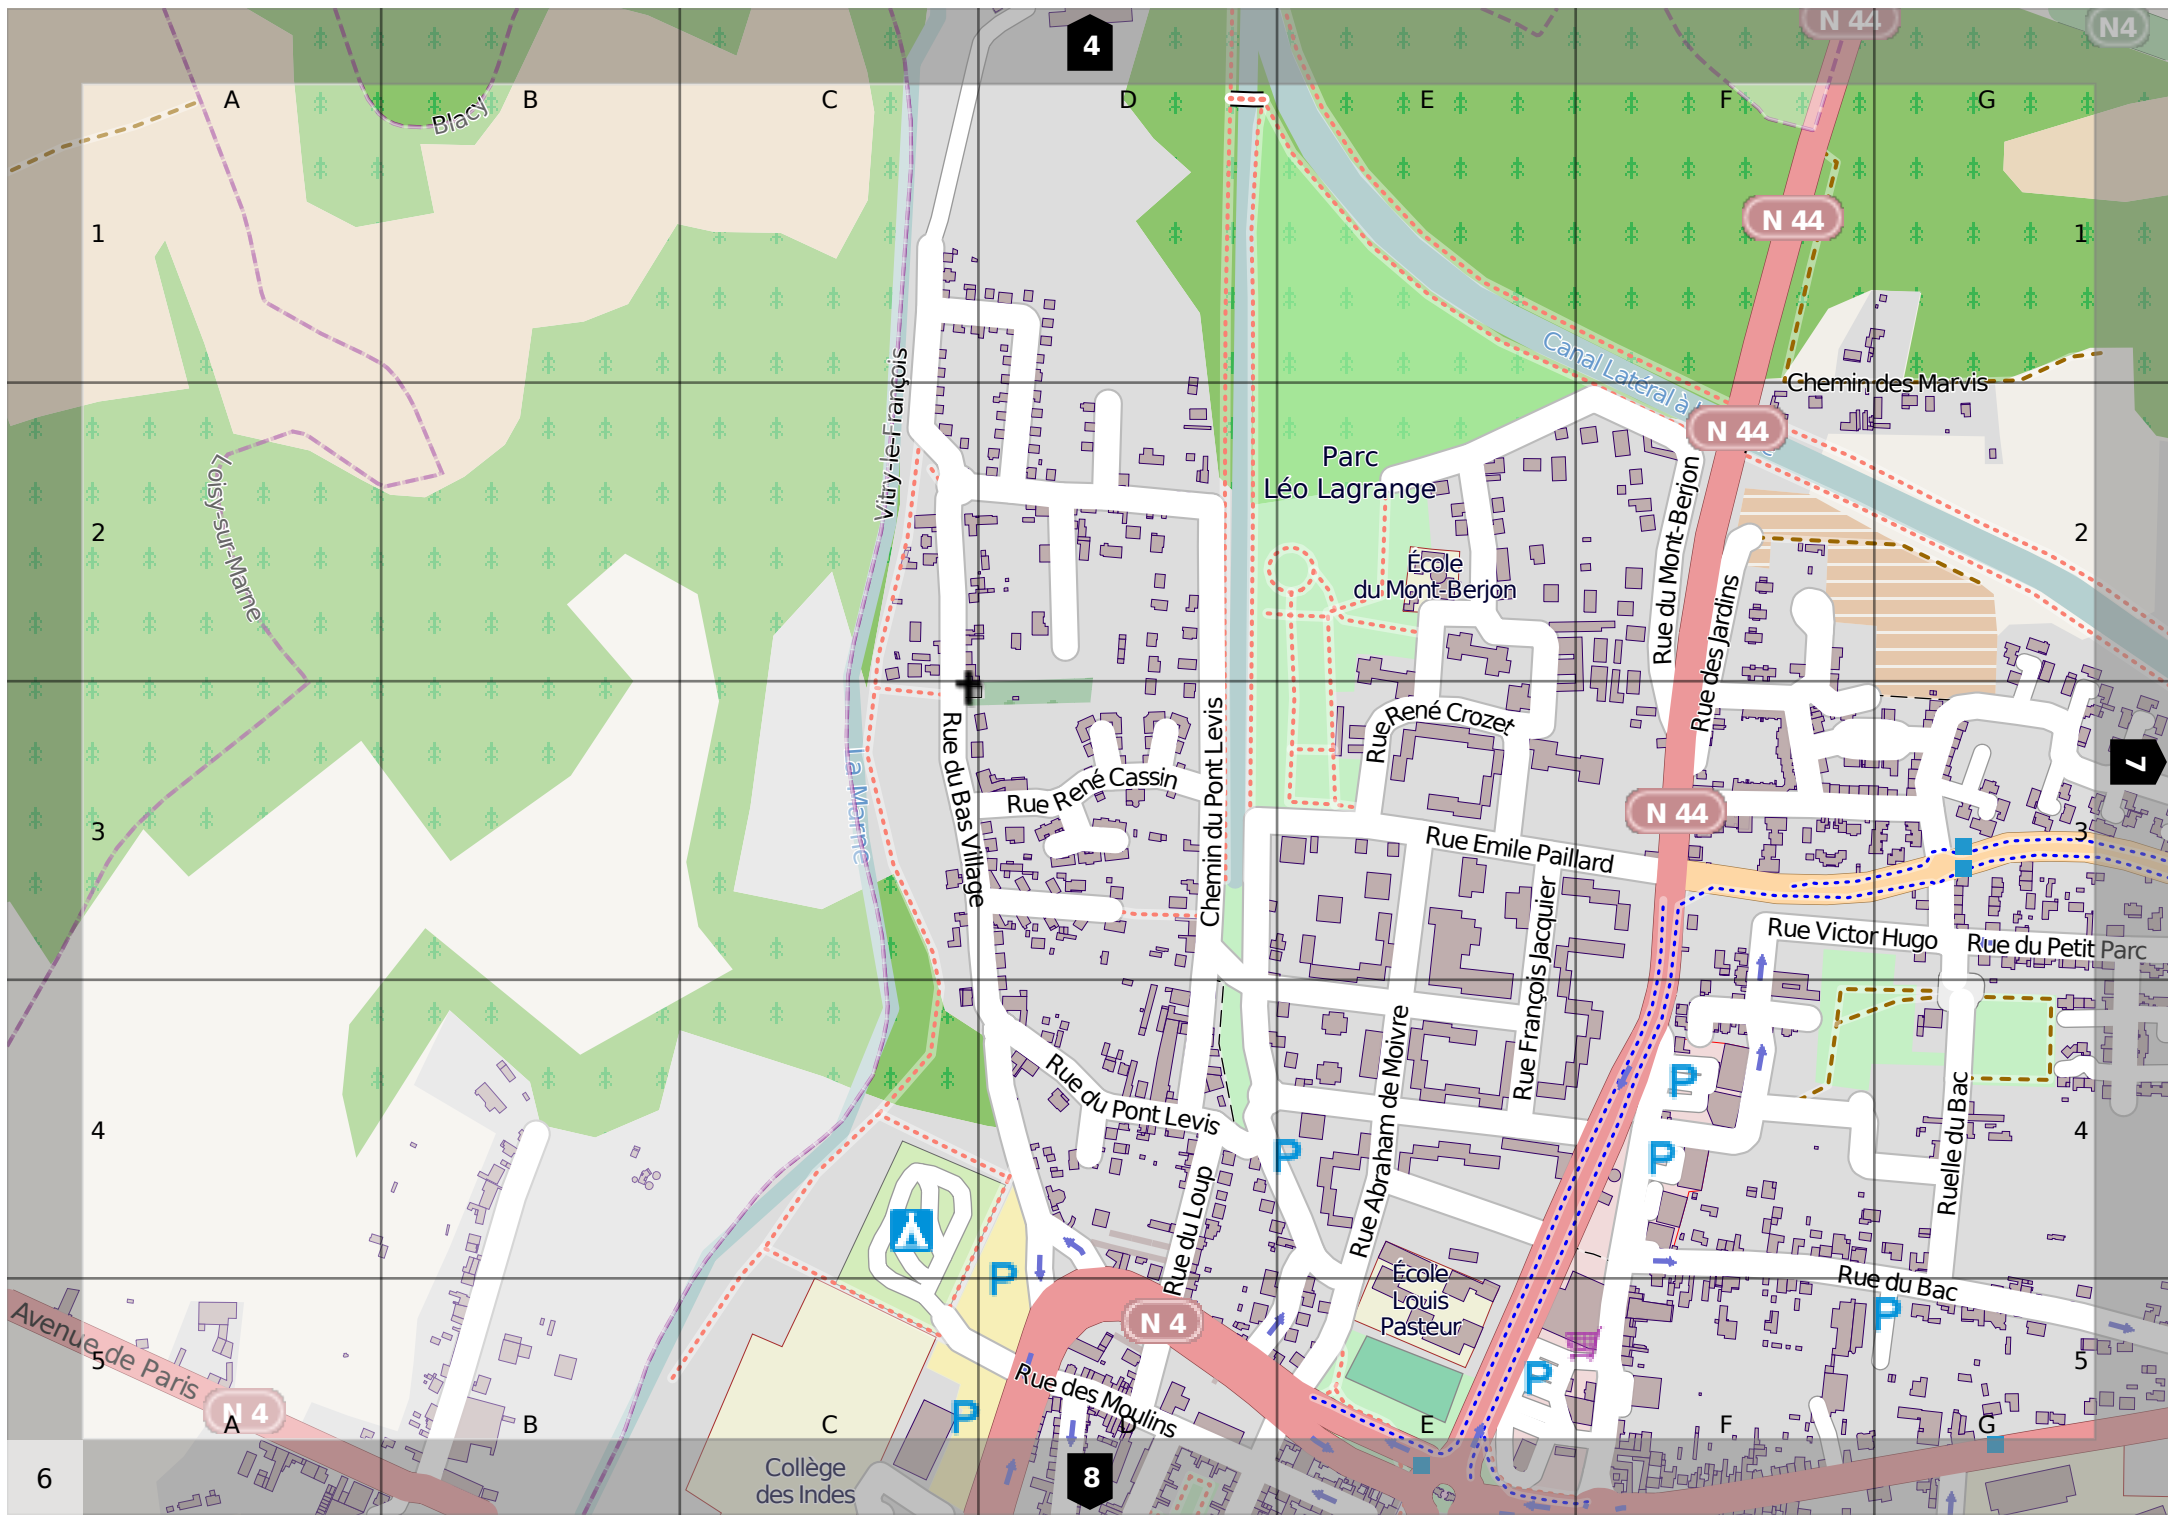 4
N 44
N4
A
B
C
D
E
F
G
Blacy
1
N 44
1
Canal Latéral à
Vitry-le-François
Chemin des Marvis
N 44
Parc
Léo Lagrange
Loisy-sur-Marne
2
2
École
du Mont-Berjon
Rue du Mont-Berjon
Rue des Jardins
Rue du Bas Village
La Marne
Chemin du Pont Levis
Rue René Crozet
Rue René Cassin
7
N 44
3
3
Rue Emile Paillard
Rue François Jacquier
Rue Victor Hugo
Rue du Petit Parc
Rue Abraham de Moivre
Rue du Pont Levis
P
Ruelle du Bac
4
4
P
P
Rue du Loup
P
École
Louis
Pasteur
Rue du Bac
P
Avenue de Paris
N 4
N 4
5
5
P
Rue des Moulins
P
A
B
C
D
E
F
G
6
Collège
des Indes
8